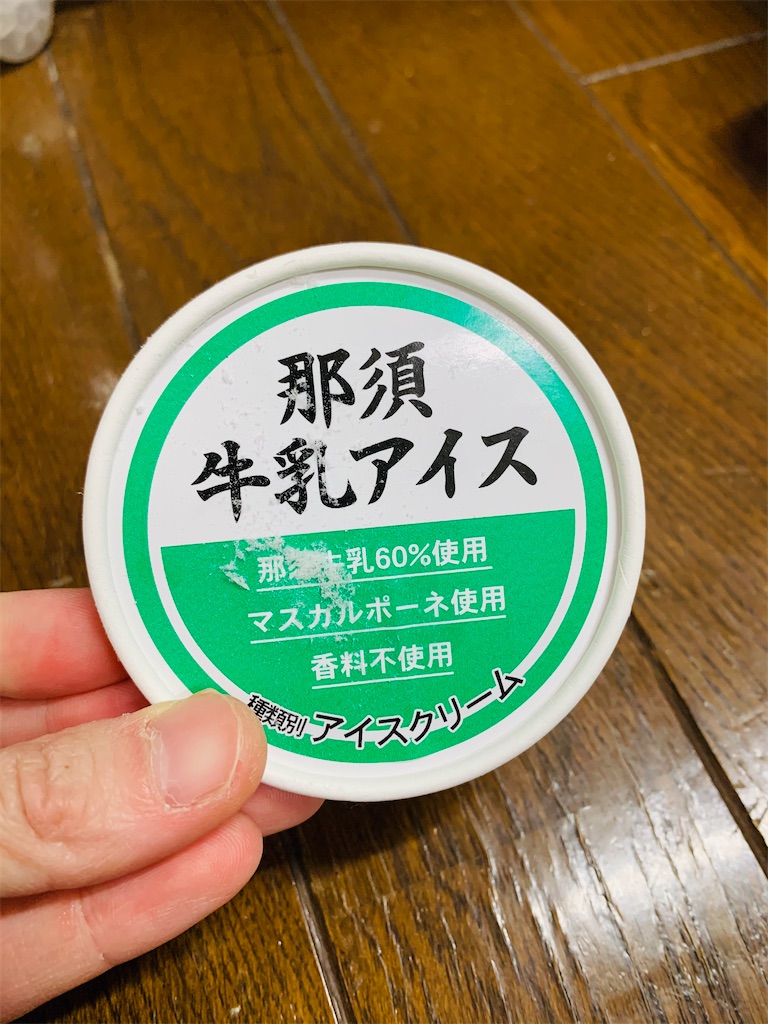 那須
牛乳アイス
那須牛乳60%使用
マスカルポーネ使用
香料不使用
種類別 アイスクリーム